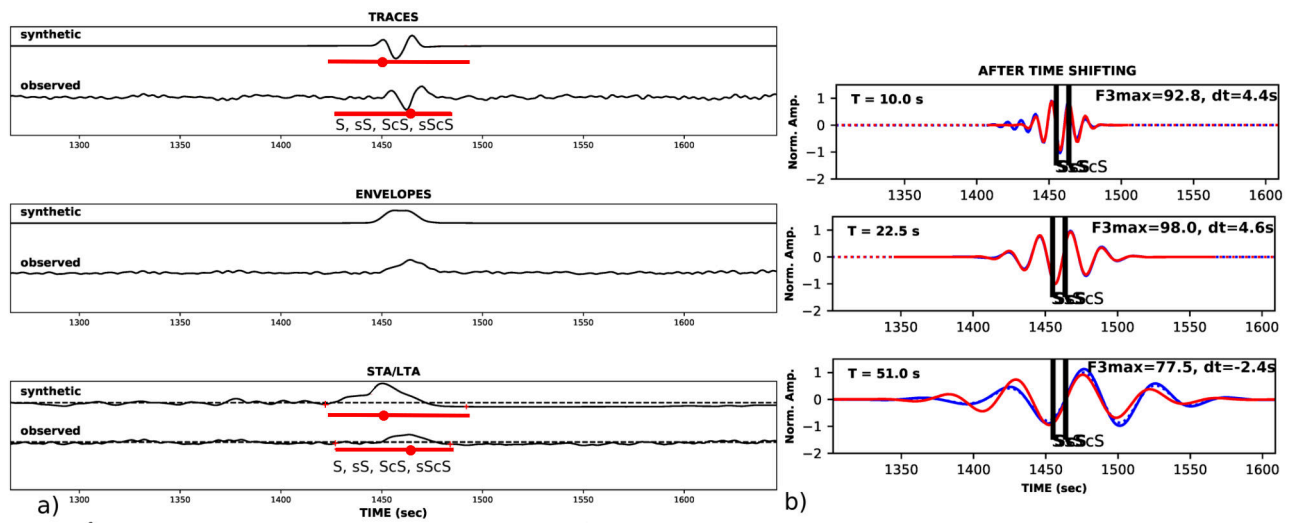 TRACES
synthetic
observed
S, sS, ScS, sScS
1300 1350 1400 1450 1500 1550 1600
ENVELOPES
synthetic
observed
1300 1350 1400 1450 1500 1550 1600
STA/LTA
synthetic
observed
S, sS, ScS, sScS
1300 1350 1400 1450 1500 1550 1600
TIME (sec)
a)
AFTER TIME SHIFTING
T = 10.0 s
F3max=92.8, dt=4.4s
Norm. Amp.
1
0
−1
−2
1350 1400 1450 1500 1550 1600
T = 22.5 s
F3max=98.0, dt=4.6s
Norm. Amp.
1
0
−1
−2
1350 1400 1450 1500 1550 1600
T = 51.0 s
F3max=77.5, dt=-2.4s
Norm. Amp.
1
0
−1
−2
1350 1400 1450 1500 1550 1600
TIME (sec)
b)